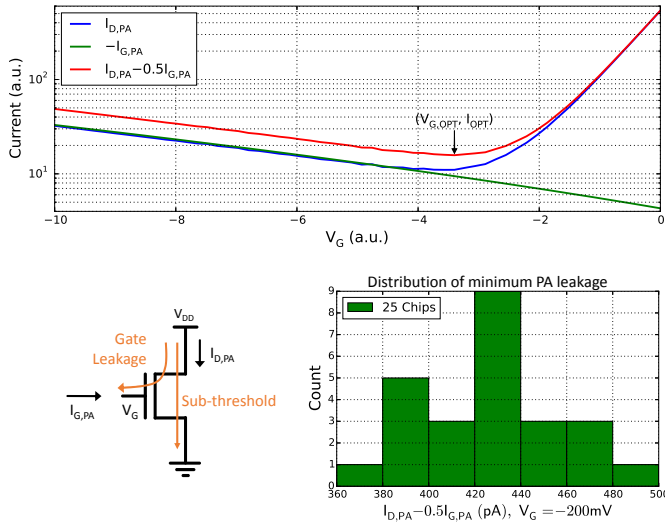 I_D,PA
−I_G,PA
I_D,PA−0.5I_G,PA
(V_G,OPT, I_OPT)
Current (a.u.)
10^2
10^1
−10 −8 −6 −4 −2 0
V_G (a.u.)
V_DD
Gate
Leakage
I_D,PA
I_G,PA
V_G
Sub-threshold
Distribution of minimum PA leakage
25 Chips
Count
9
8
7
6
5
4
3
2
1
0
360 380 400 420 440 460 480 500
I_D,PA−0.5I_G,PA (pA), V_G =−200mV